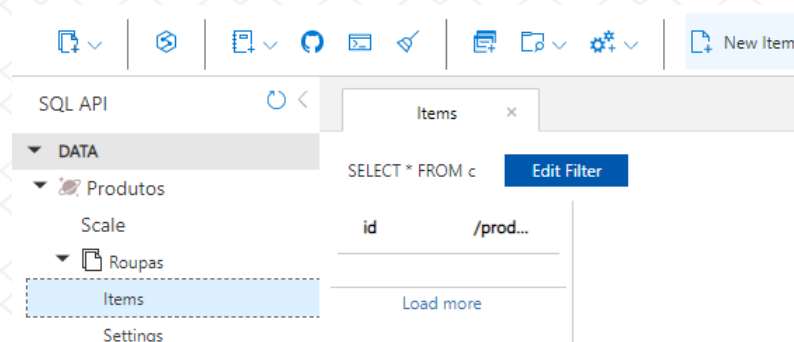 New Item
SQL API
Items
DATA
SELECT * FROM c
Edit Filter
Produtos
Scale
id
/prod...
Roupas
Items
Load more
Settings